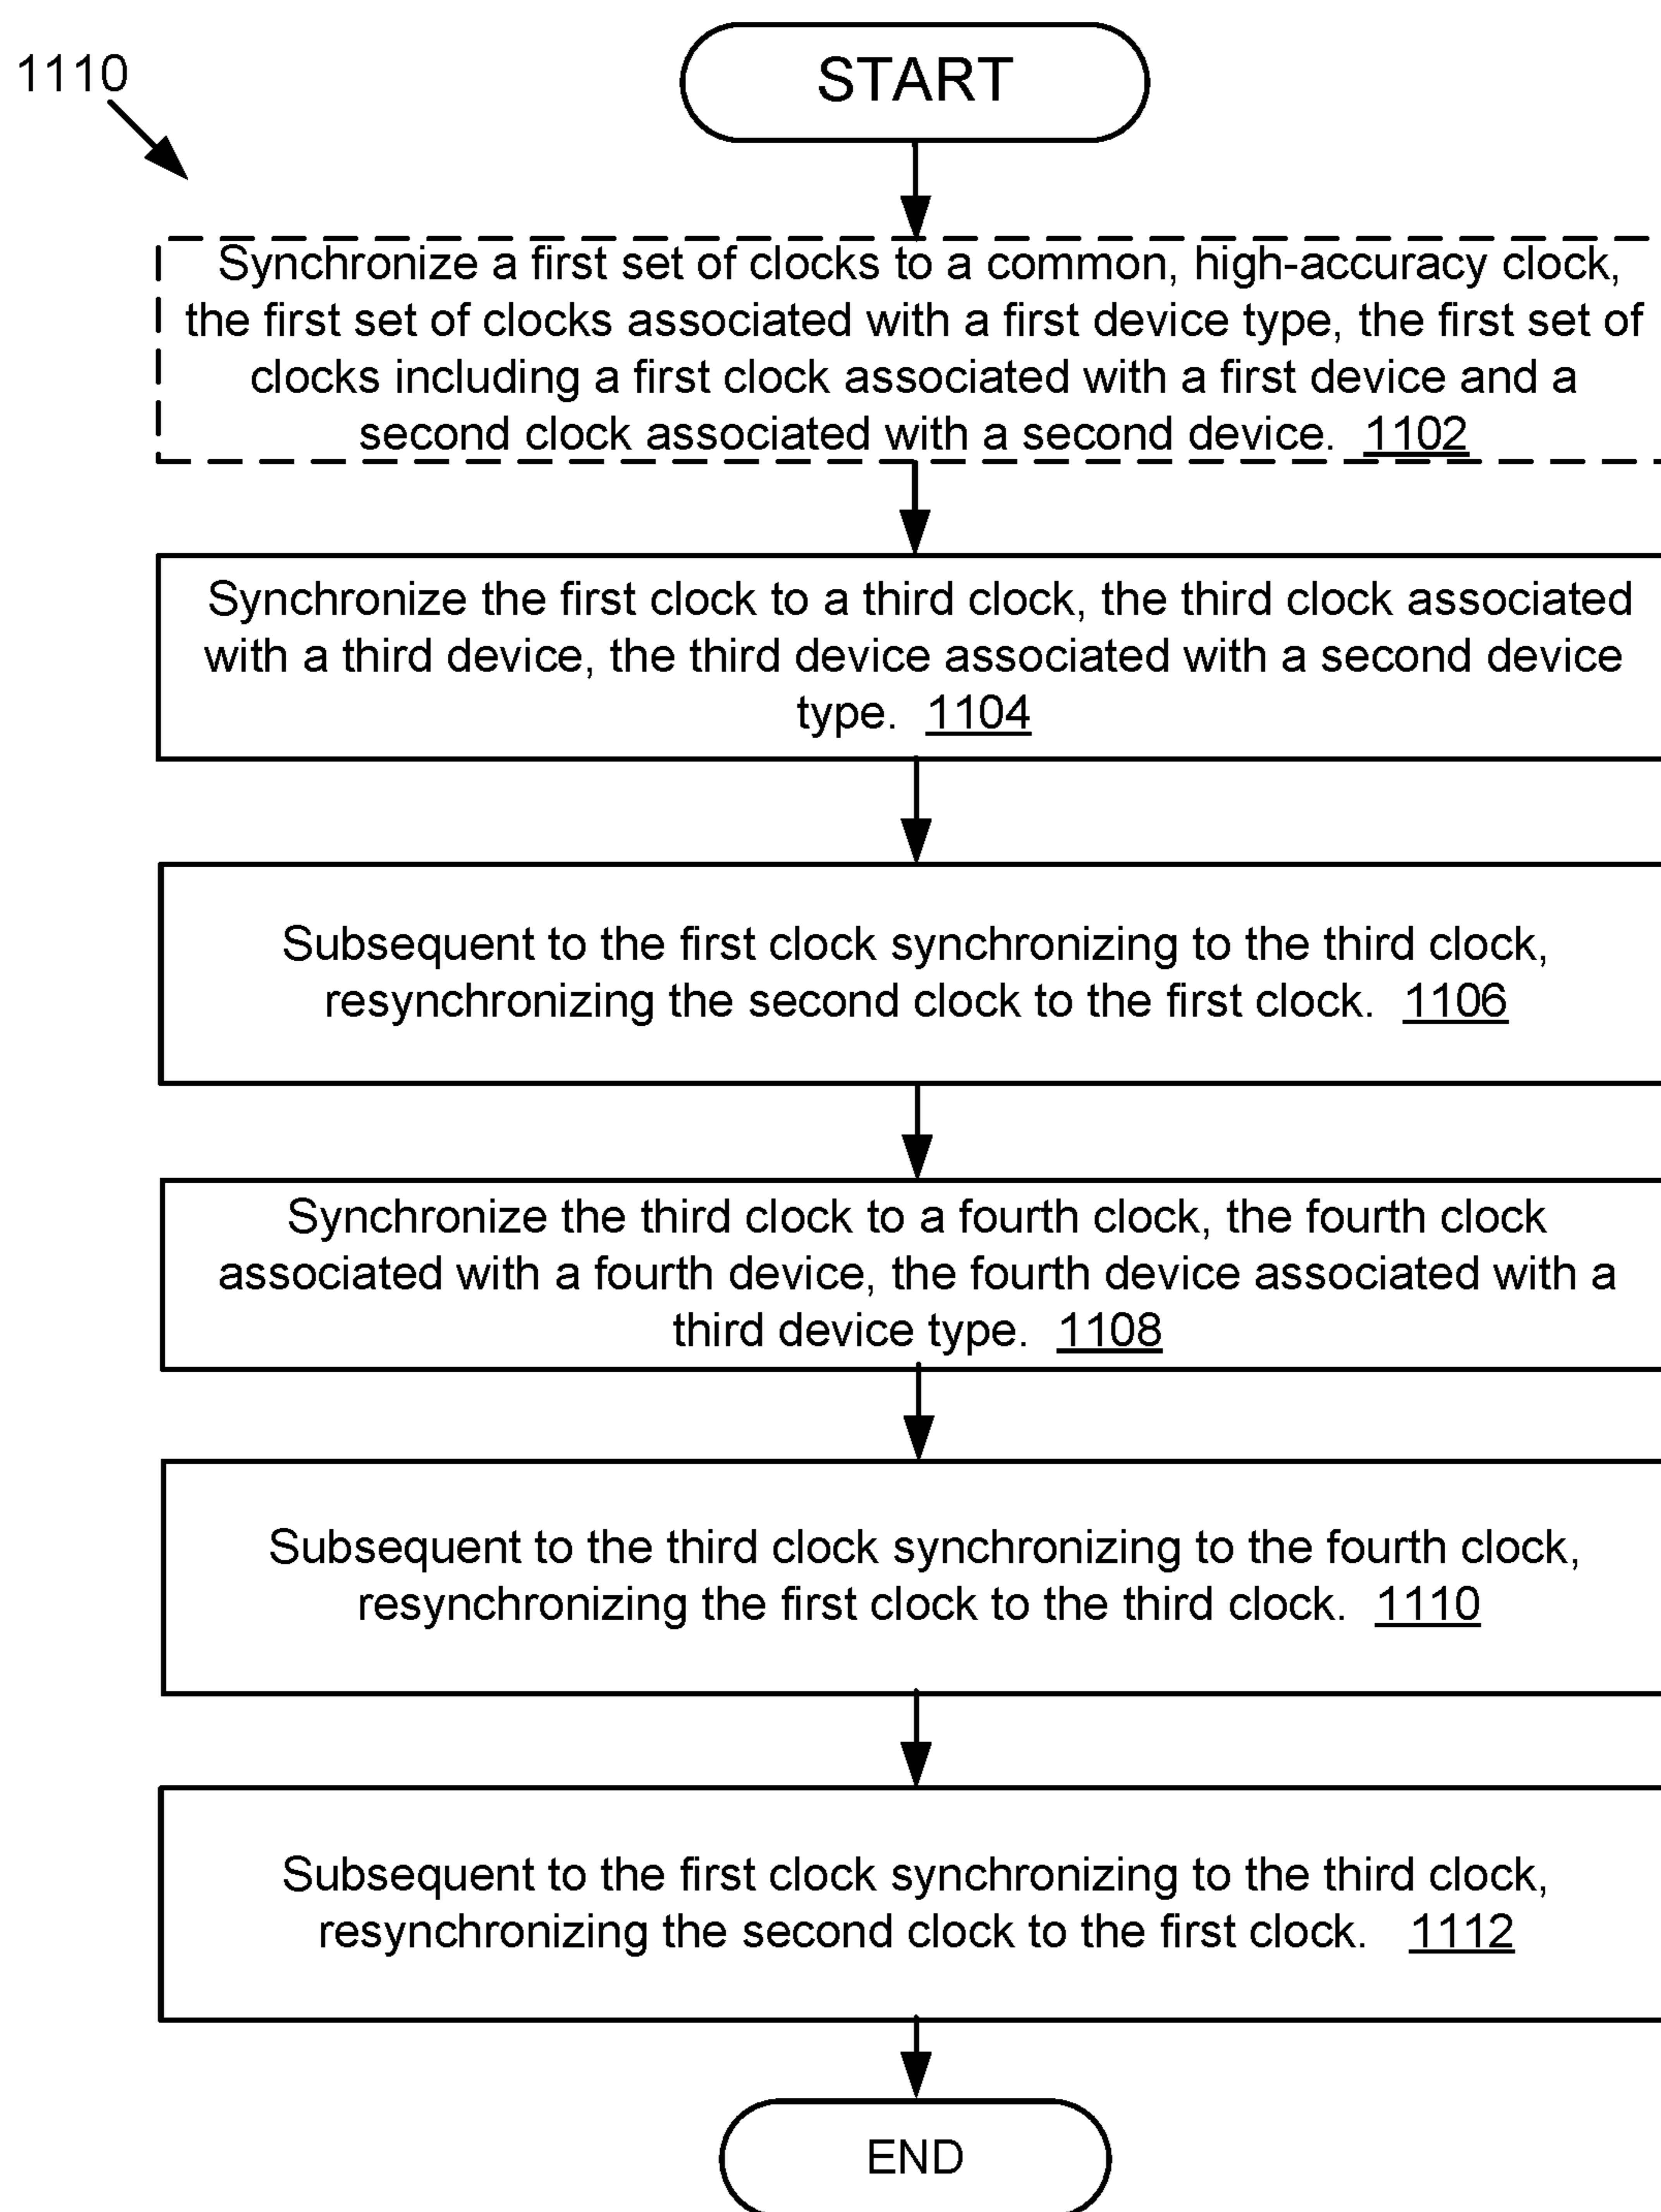 1110
START
Synchronize a first set of clocks to a common, high-accuracy clock,
the first set of clocks associated with a first device type, the first set of
clocks including a first clock associated with a first device and a
second clock associated with a second device. 1102
Synchronize the first clock to a third clock, the third clock associated
with a third device, the third device associated with a second device
type. 1104
Subsequent to the first clock synchronizing to the third clock,
resynchronizing the second clock to the first clock. 1106
Synchronize the third clock to a fourth clock, the fourth clock
associated with a fourth device, the fourth device associated with a
third device type. 1108
Subsequent to the third clock synchronizing to the fourth clock,
resynchronizing the first clock to the third clock. 1110
Subsequent to the first clock synchronizing to the third clock,
resynchronizing the second clock to the first clock. 1112
END